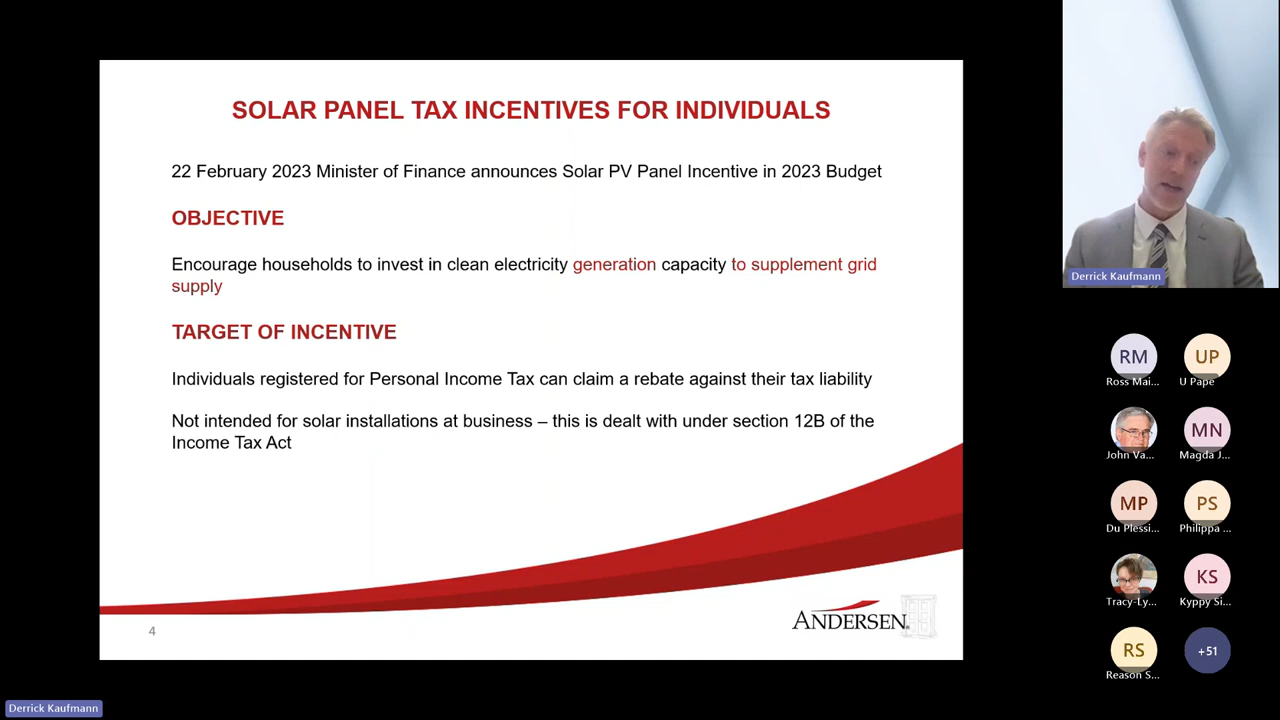 SOLAR PANEL TAX INCENTIVES FOR INDIVIDUALS
22 February 2023 Minister of Finance announces Solar PV Panel Incentive in 2023 Budget
OBJECTIVE
Encourage households to invest in clean electricity generation capacity to supplement grid
supply
TARGET OF INCENTIVE
Individuals registered for Personal Income Tax can claim a rebate against their tax liability
Not intended for solar installations at business – this is dealt with under section 12B of the
Income Tax Act
4
ANDERSEN
Derrick Kaufmann
RM
Ross Mai...
UP
U Pape
John Va...
MN
Magda J...
MP
Du Plessi...
PS
Philippa ...
Tracy-Ly...
KS
Kyppy Si...
RS
Reason S...
+51
Derrick Kaufmann